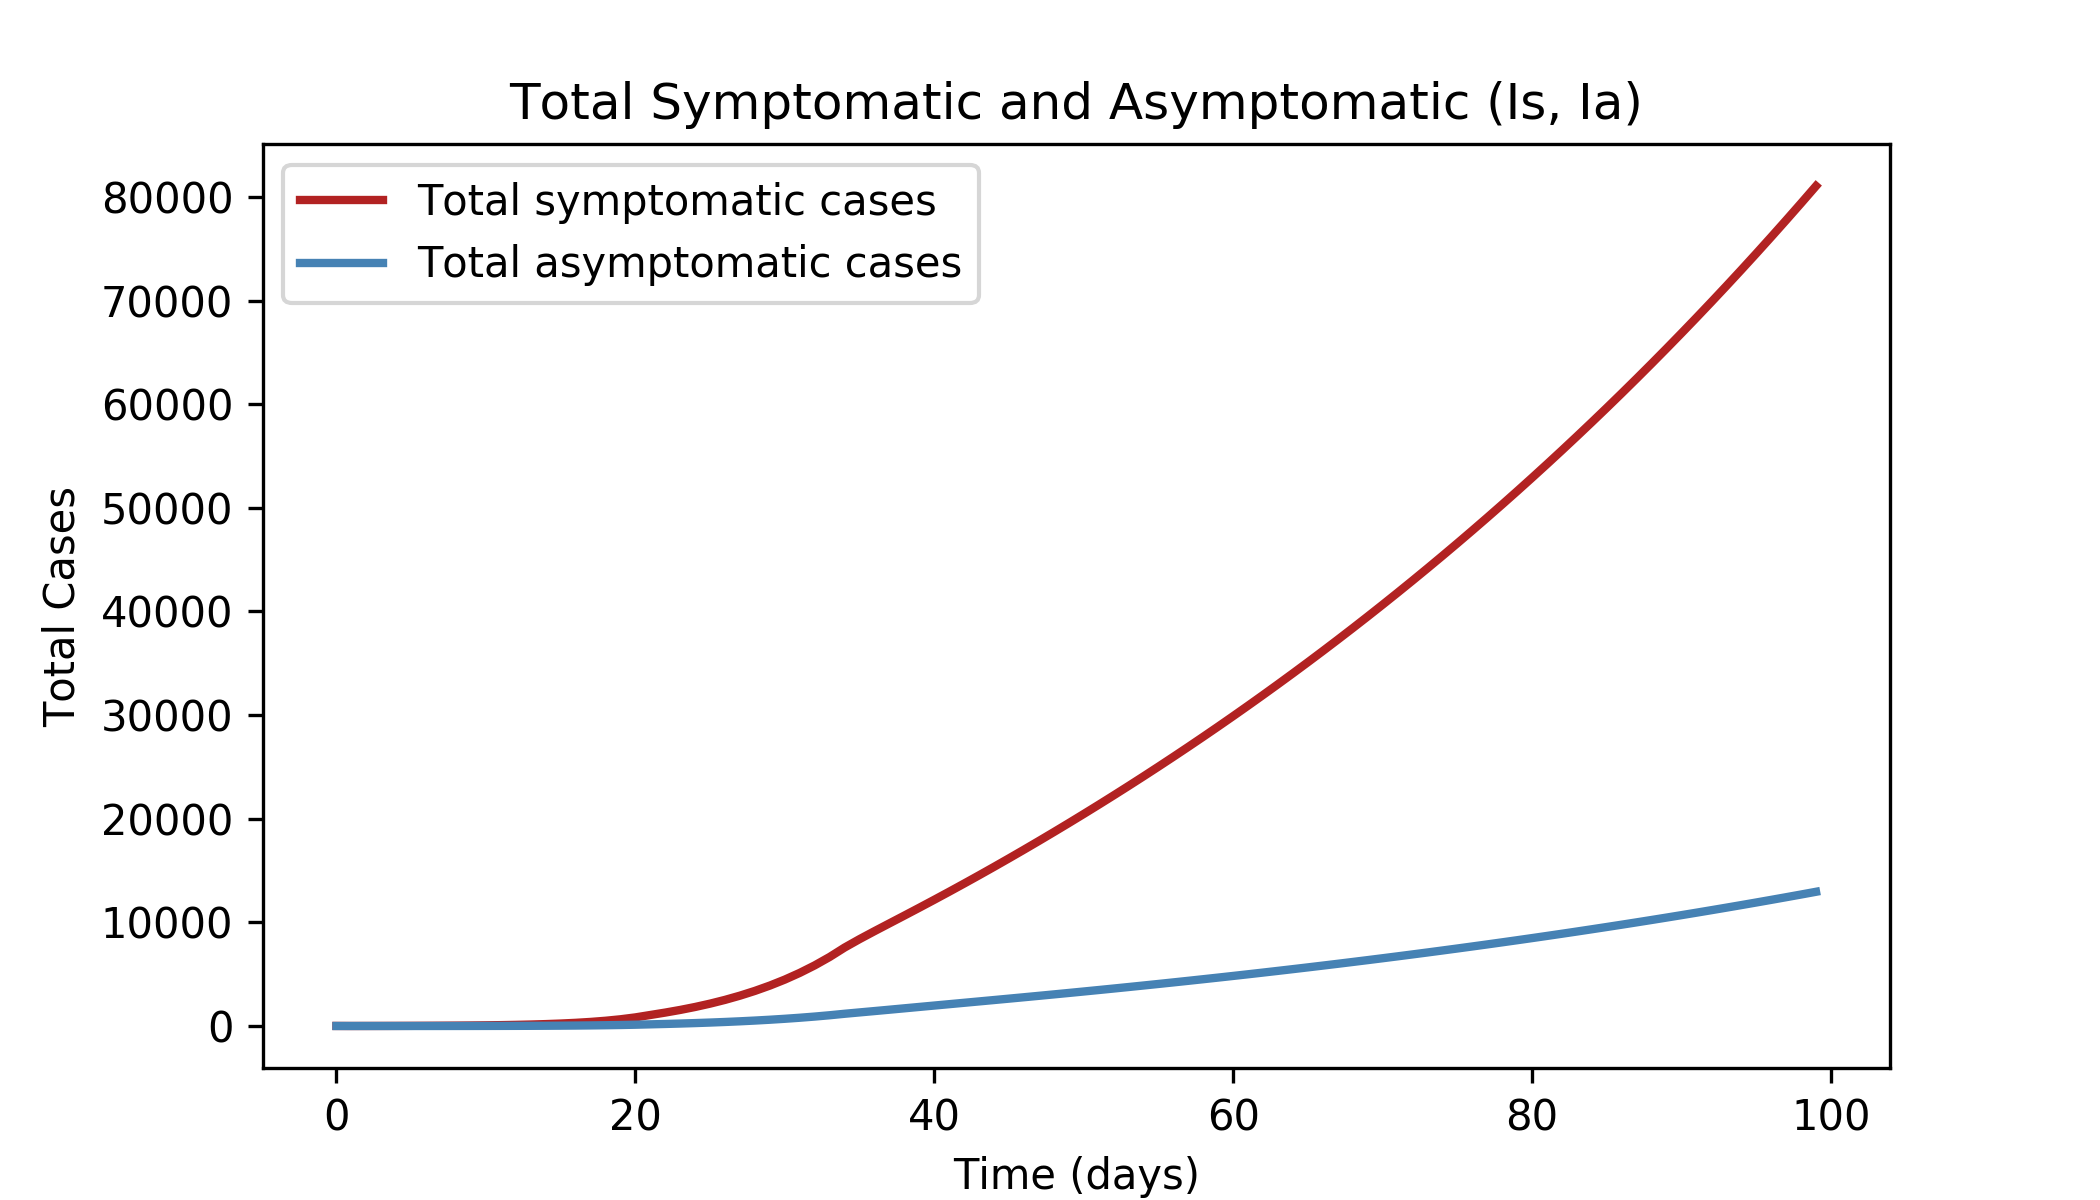 Total Symptomatic and Asymptomatic (Is, Ia)
Total symptomatic cases
Total asymptomatic cases
80000
70000
60000
50000
40000
30000
20000
10000
0
Total Cases
0 20 40 60 80 100
Time (days)